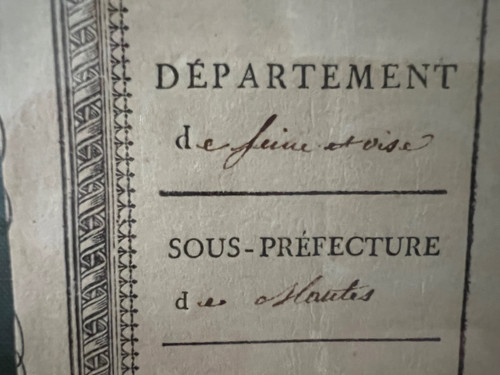 DÉPARTEMENT
de seine et oise
SOUS-PRÉFECTURE
de Mantes